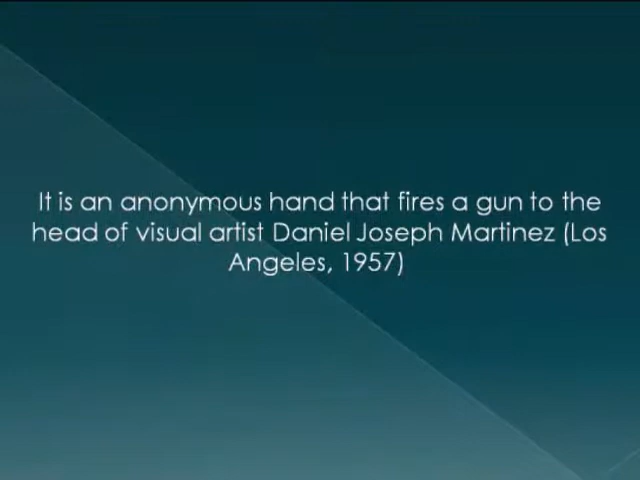 It is an anonymous hand that fires a gun to the
head of visual artist Daniel Joseph Martinez (Los
Angeles, 1957)